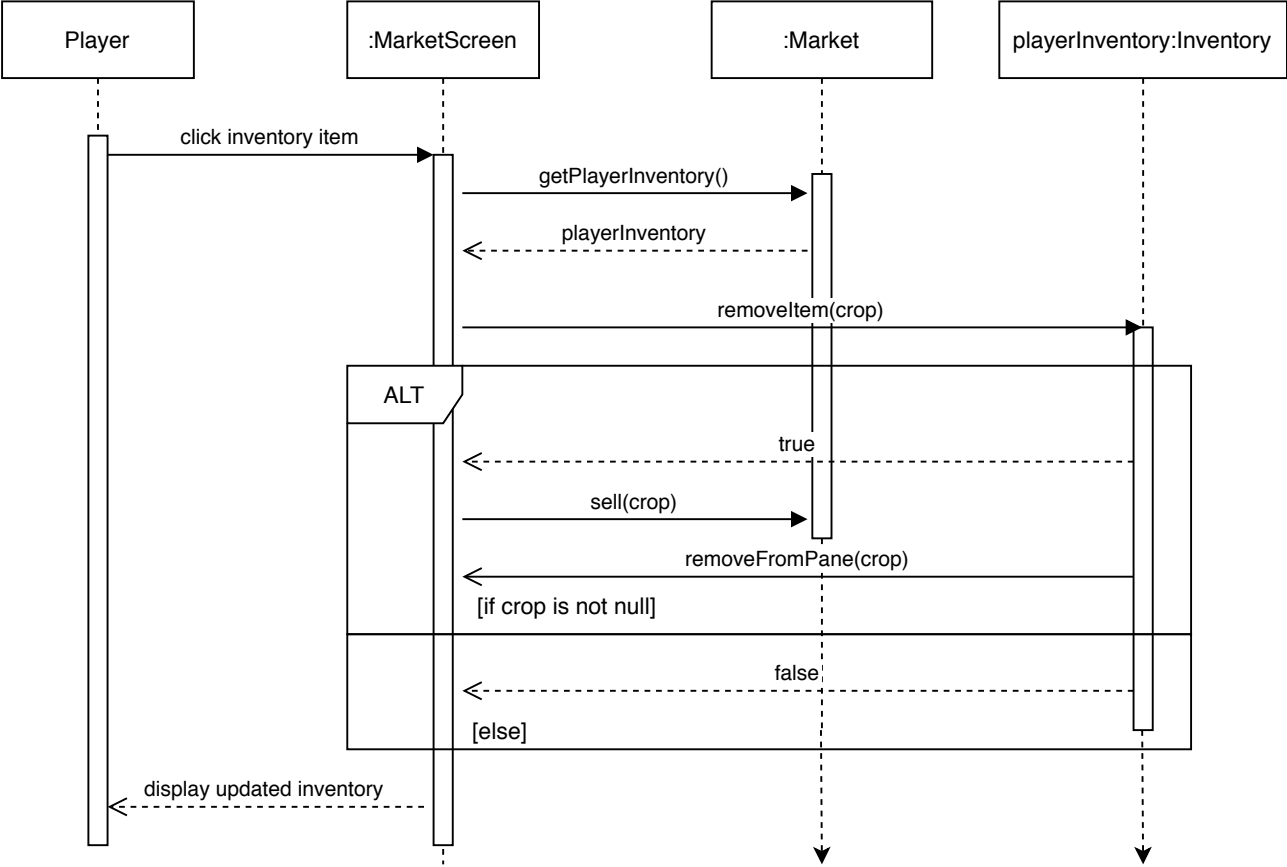 Player
:MarketScreen
:Market
playerInventory:Inventory
click inventory item
getPlayerInventory()
playerInventory
removeItem(crop)
ALT
true
sell(crop)
removeFromPane(crop)
[if crop is not null]
false
[else]
display updated inventory